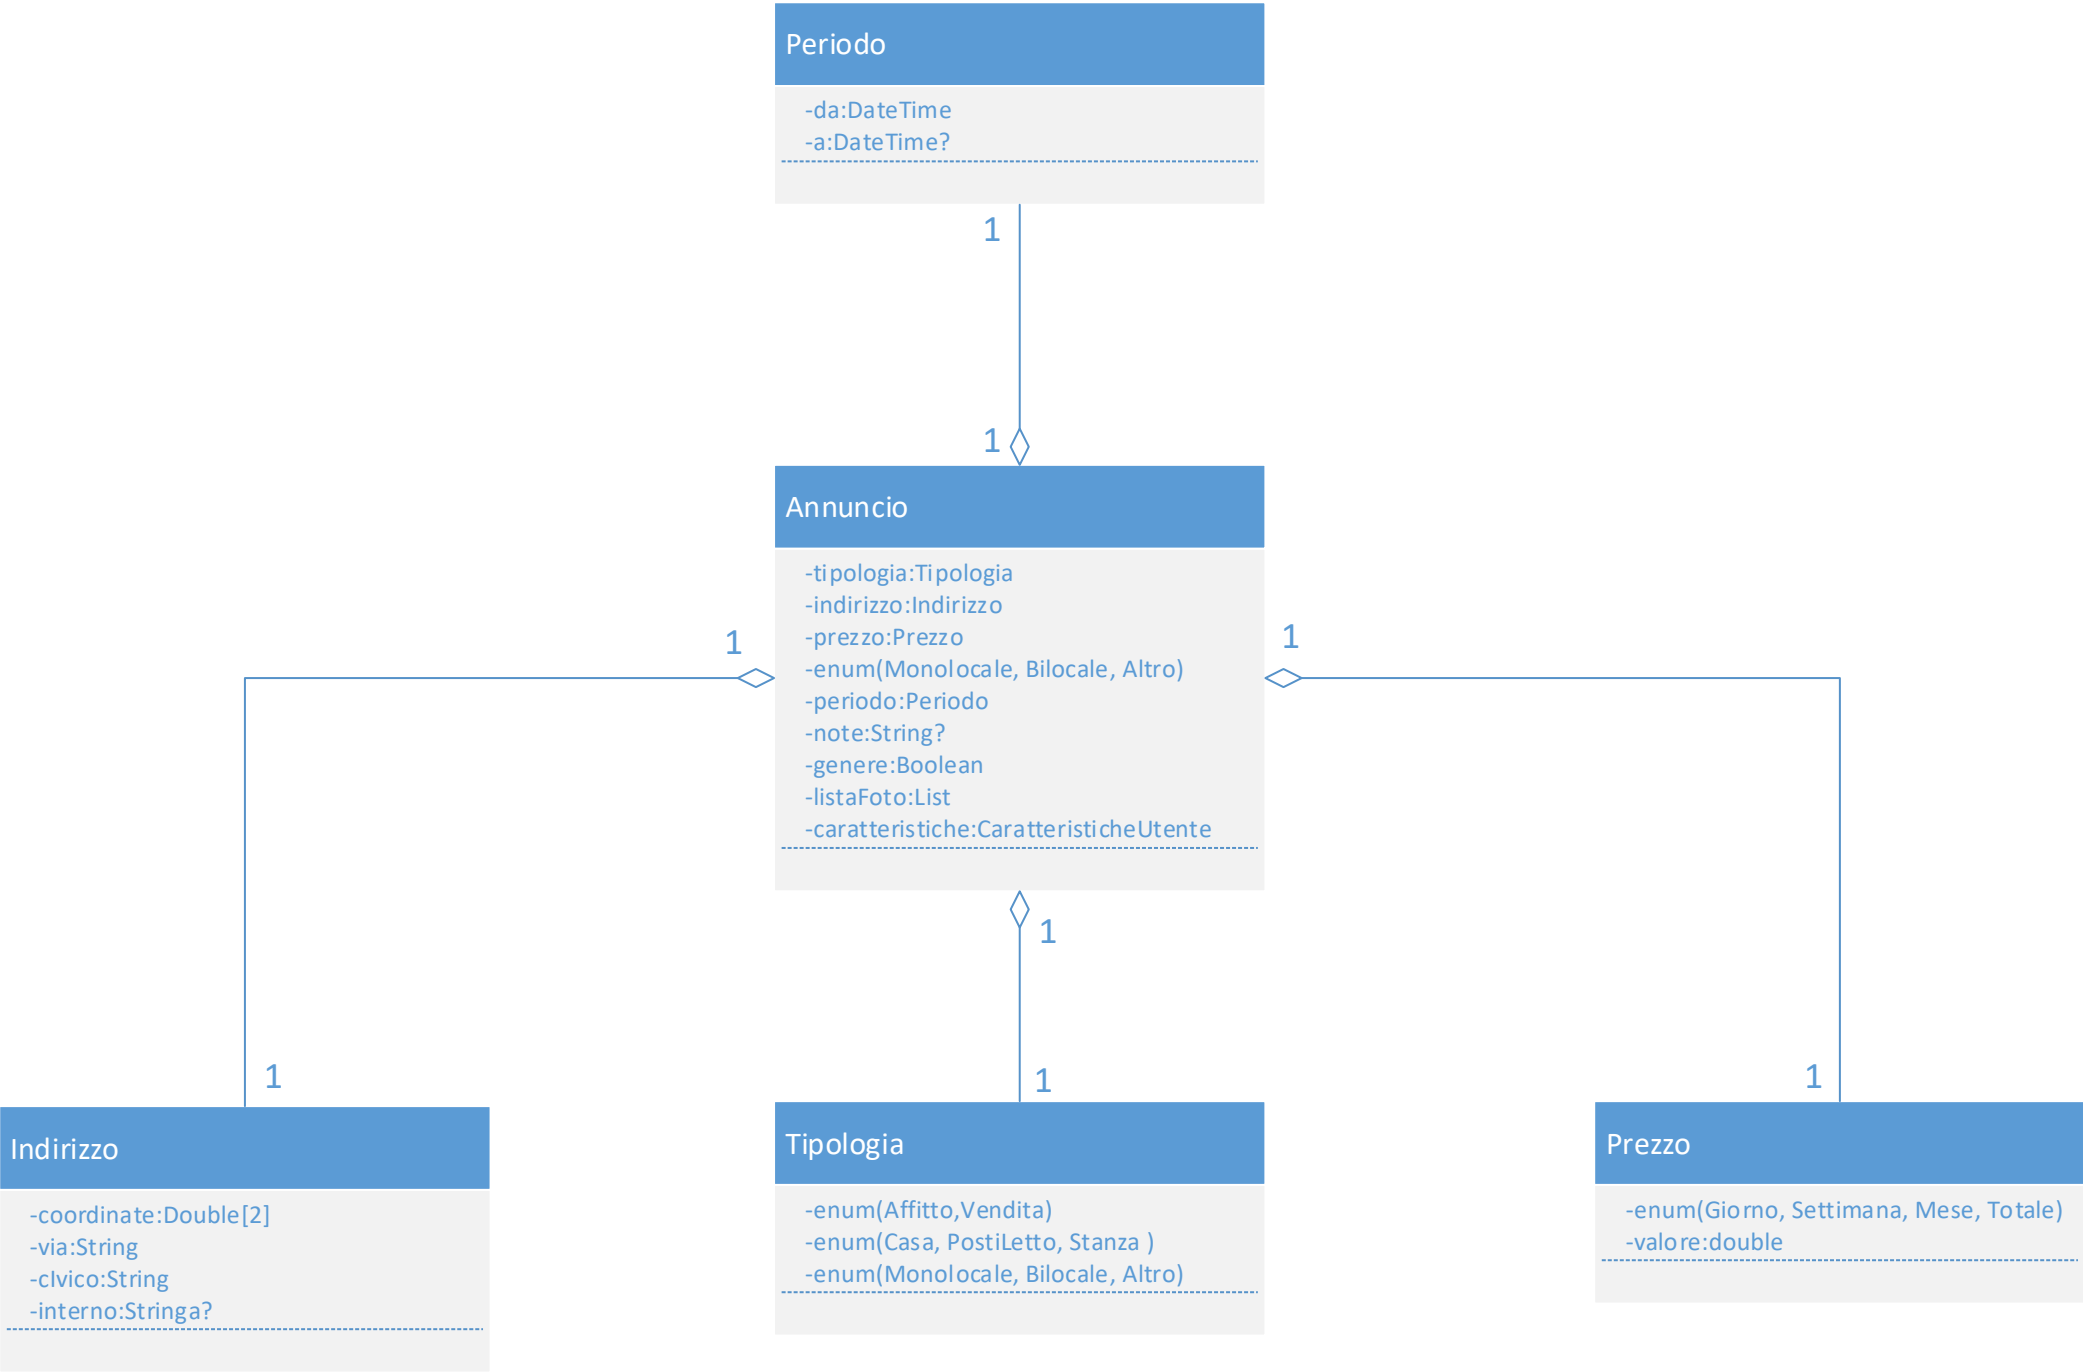 Periodo
-da:DateTime
-a:DateTime?
1
1
Annuncio
-tipologia:Tipologia
-indirizzo:Indirizzo
-prezzo:Prezzo
-enum(Monolocale, Bilocale, Altro)
-periodo:Periodo
-note:String?
-genere:Boolean
-listaFoto:List
-caratteristiche:CaratteristicheUtente
1
1
1
1
1
1
Indirizzo
-coordinate:Double[2]
-via:String
-cIvico:String
-interno:Stringa?
Tipologia
-enum(Affitto,Vendita)
-enum(Casa, PostiLetto, Stanza )
-enum(Monolocale, Bilocale, Altro)
Prezzo
-enum(Giorno, Settimana, Mese, Totale)
-valore:double